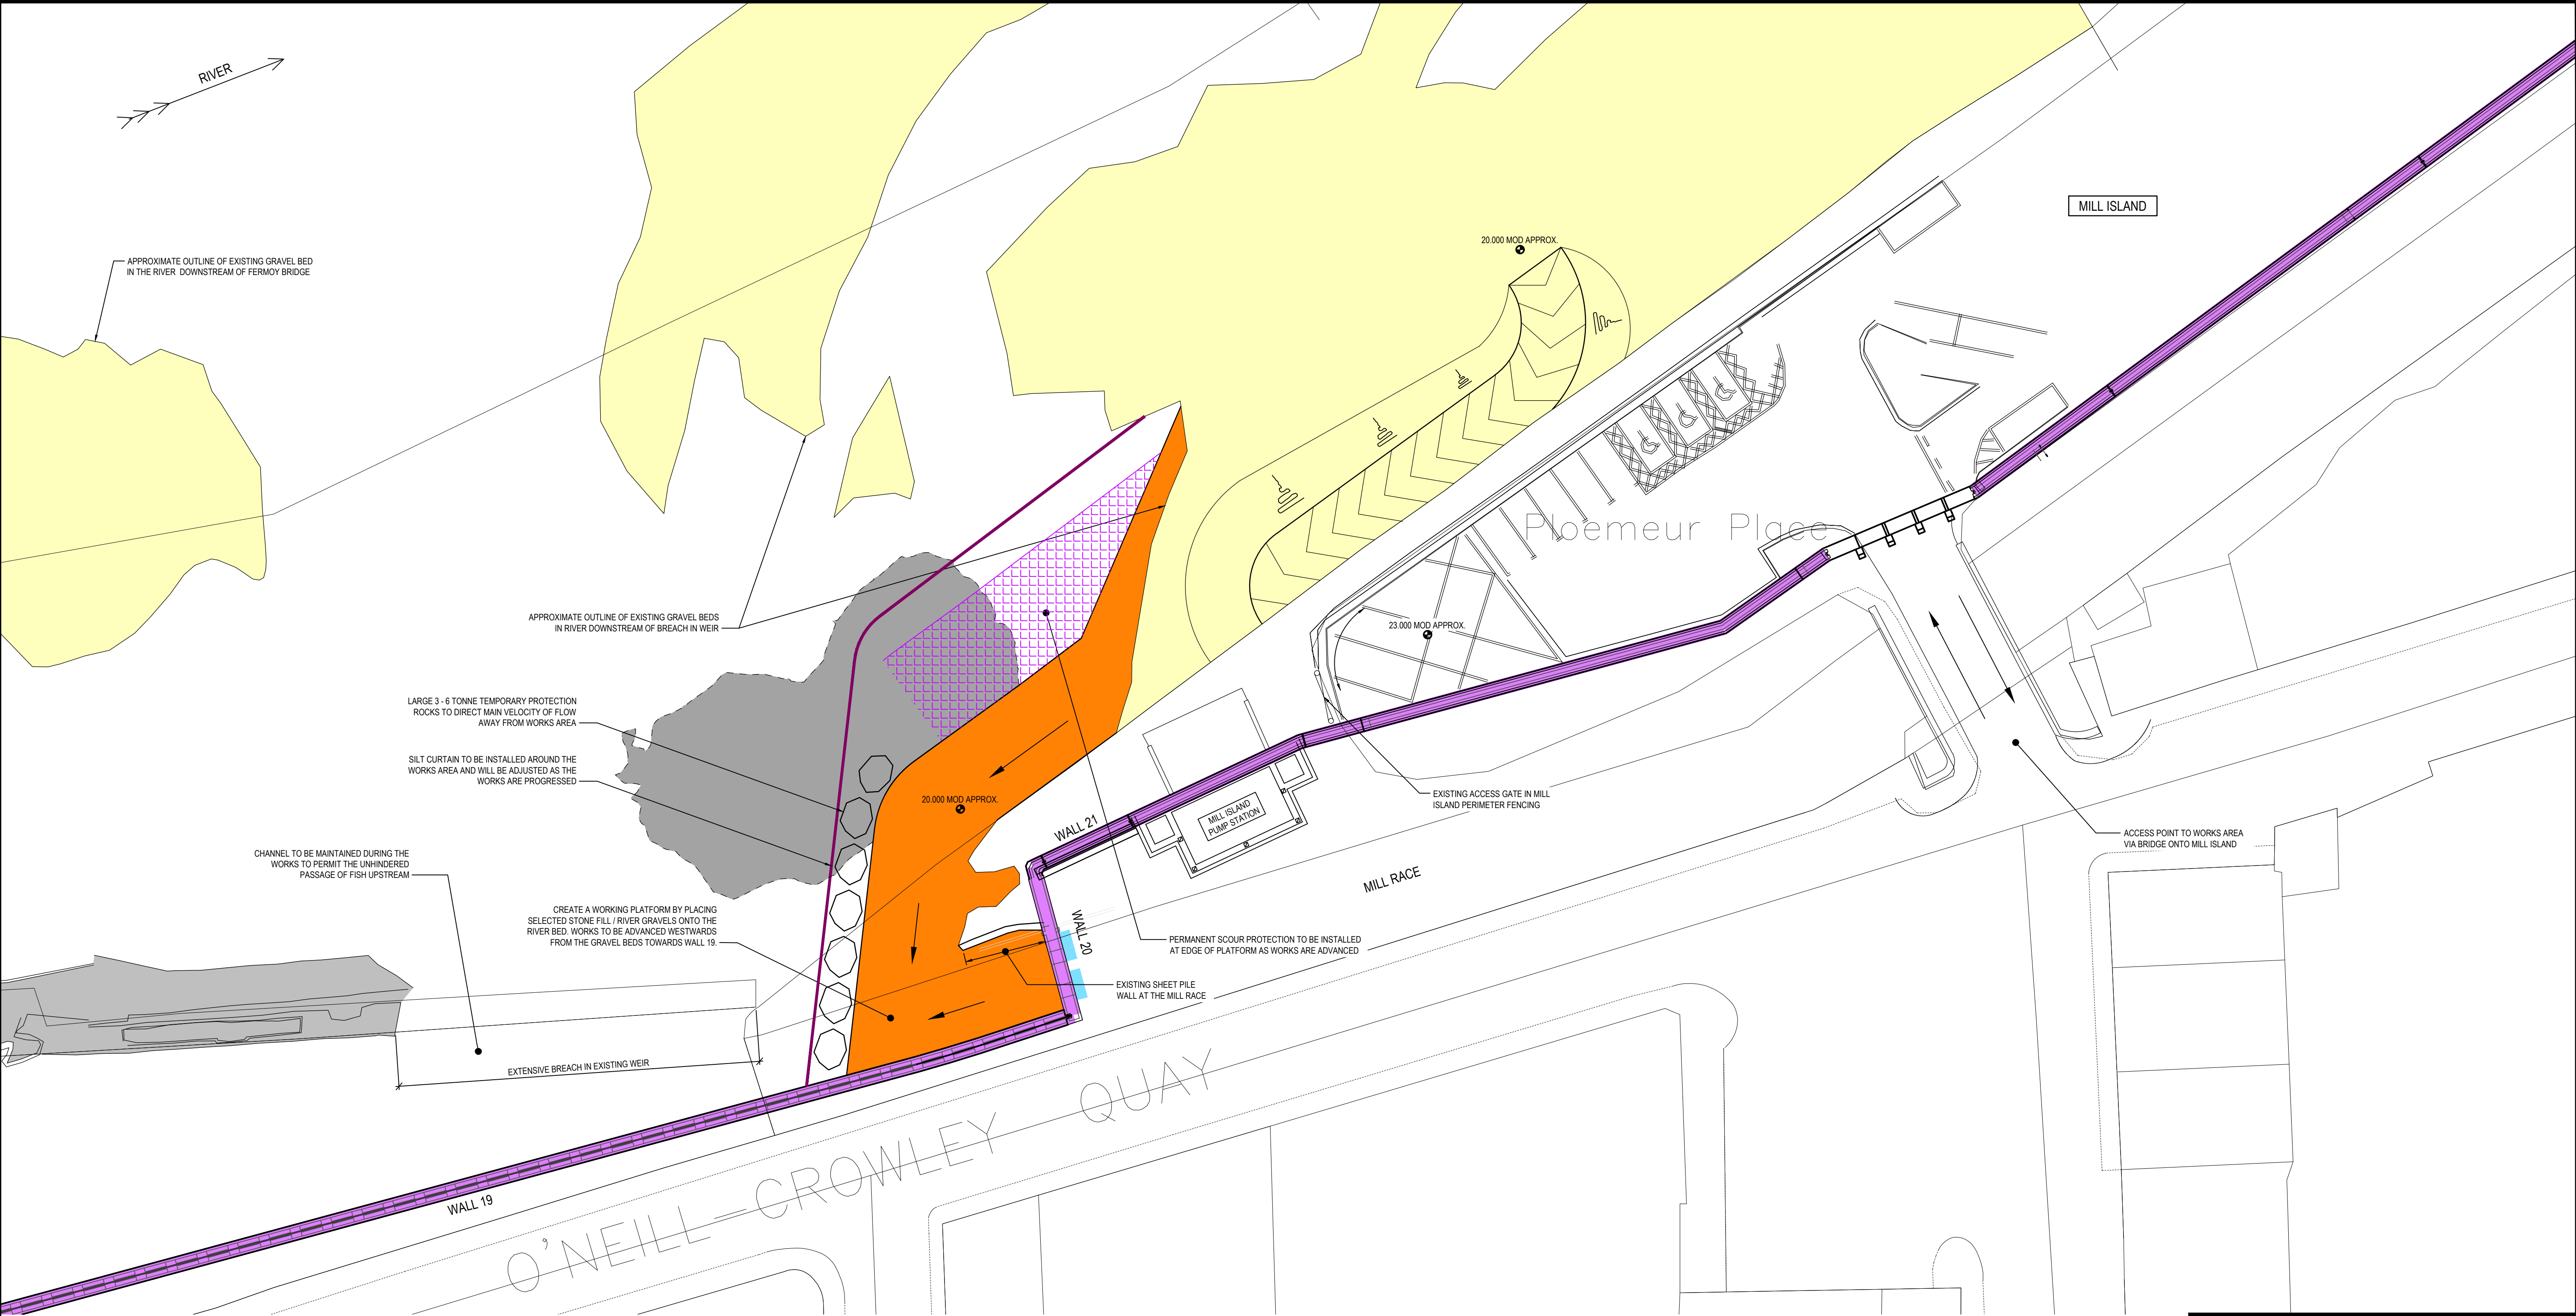 RIVER
MILL ISLAND
20.000 MOD APPROX.
APPROXIMATE OUTLINE OF EXISTING GRAVEL BED
IN THE RIVER DOWNSTREAM OF FERMOY BRIDGE
Ploemeur Place
APPROXIMATE OUTLINE OF EXISTING GRAVEL BEDS
IN RIVER DOWNSTREAM OF BREACH IN WEIR
23.000 MOD APPROX.
LARGE 3 - 6 TONNE TEMPORARY PROTECTION
ROCKS TO DIRECT MAIN VELOCITY OF FLOW
AWAY FROM WORKS AREA
SILT CURTAIN TO BE INSTALLED AROUND THE
WORKS AREA AND WILL BE ADJUSTED AS THE
WORKS ARE PROGRESSED
20.000 MOD APPROX.
EXISTING ACCESS GATE IN MILL
ISLAND PERIMETER FENCING
MILL ISLAND
PUMP STATION
WALL 21
ACCESS POINT TO WORKS AREA
VIA BRIDGE ONTO MILL ISLAND
CHANNEL TO BE MAINTAINED DURING THE
WORKS TO PERMIT THE UNHINDERED
PASSAGE OF FISH UPSTREAM
MILL RACE
CREATE A WORKING PLATFORM BY PLACING
SELECTED STONE FILL / RIVER GRAVELS ONTO THE
RIVER BED. WORKS TO BE ADVANCED WESTWARDS
FROM THE GRAVEL BEDS TOWARDS WALL 19.
WALL 20
PERMANENT SCOUR PROTECTION TO BE INSTALLED
AT EDGE OF PLATFORM AS WORKS ARE ADVANCED
EXISTING SHEET PILE
WALL AT THE MILL RACE
EXTENSIVE BREACH IN EXISTING WEIR
WALL 19
O'NEILL-CROWLEY QUAY